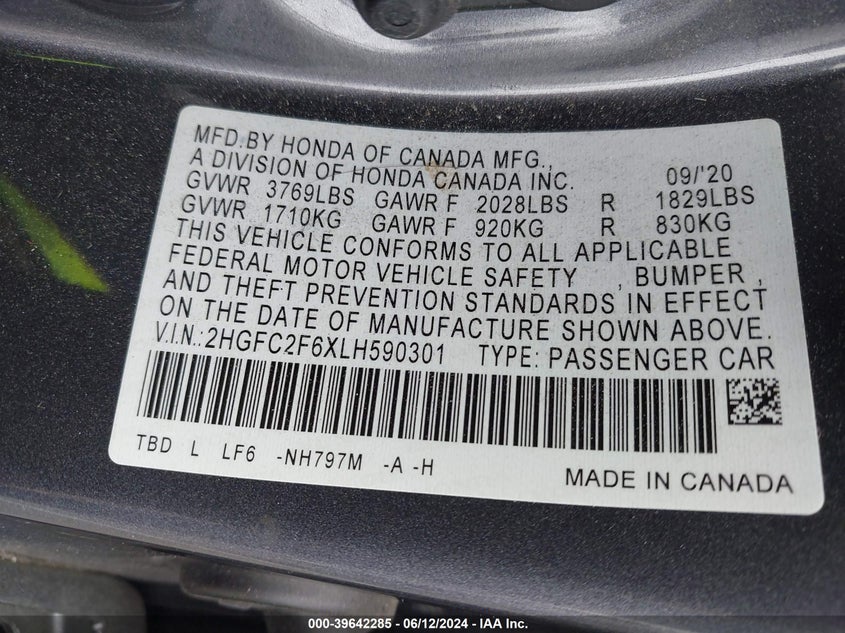 MFD.BY HONDA OF CANADA MFG.,
A DIVISION OF HONDA CANADA INC. 09/'20
GVWR 3769LBS GAWR F 2028LBS R 1829LBS
GVWR 1710KG GAWR F 920KG R 830KG
THIS VEHICLE CONFORMS TO ALL APPLICABLE
FEDERAL MOTOR VEHICLE SAFETY , BUMPER ,
AND THEFT PREVENTION STANDARDS IN EFFECT
ON THE DATE OF MANUFACTURE SHOWN ABOVE.
V.I.N.:2HGFC2F6XLH590301 TYPE: PASSENGER CAR
TBD L LF6 -NH797M -A -H
MADE IN CANADA
000-39642285 - 06/12/2024 - IAA Inc.